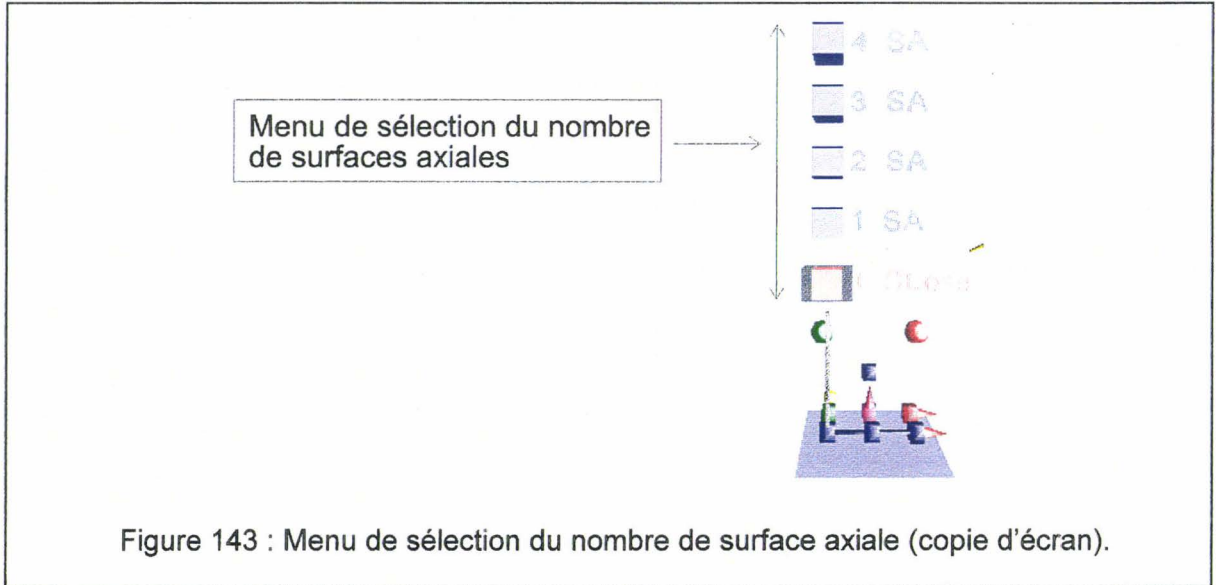 4 SA
3 SA
Menu de sélection du nombre
de surfaces axiales
2 SA
1 SA
Figure 143 : Menu de sélection du nombre de surface axiale (copie d'écran).